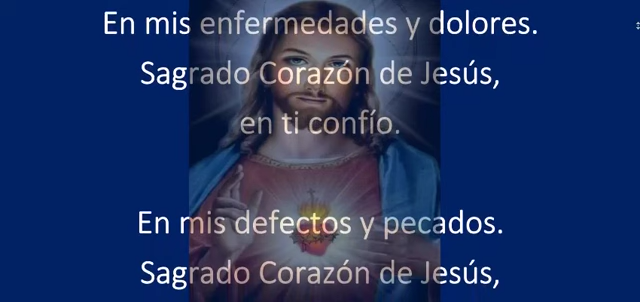 En mis enfermedades y dolores.
Sagrado Corazón de Jesús,
en ti confío.
En mis defectos y pecados.
Sagrado Corazón de Jesús,